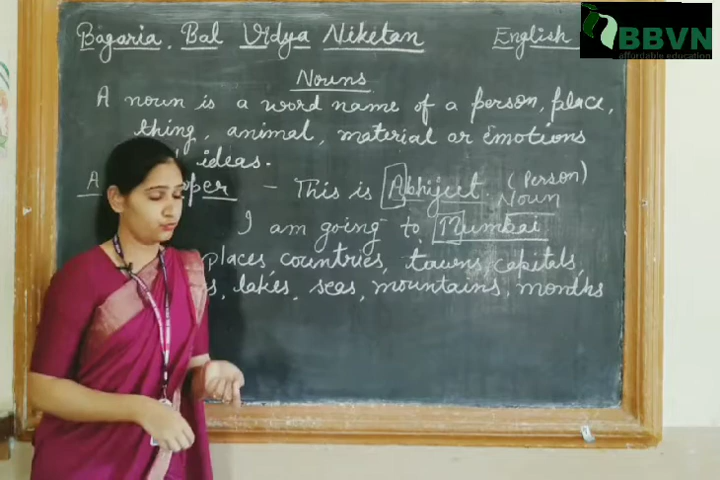 Bagaria Bal Vidya Niketan English
BBVN
affordable education
Nouns
A noun is a word name of a person, place,
thing, animal, material or emotions
ideas.
A per - This is Abhijeet. (Person)
Noun
I am going to Mumbai
places, countries, towns, capitals,
s, lakes, seas, mountains, months